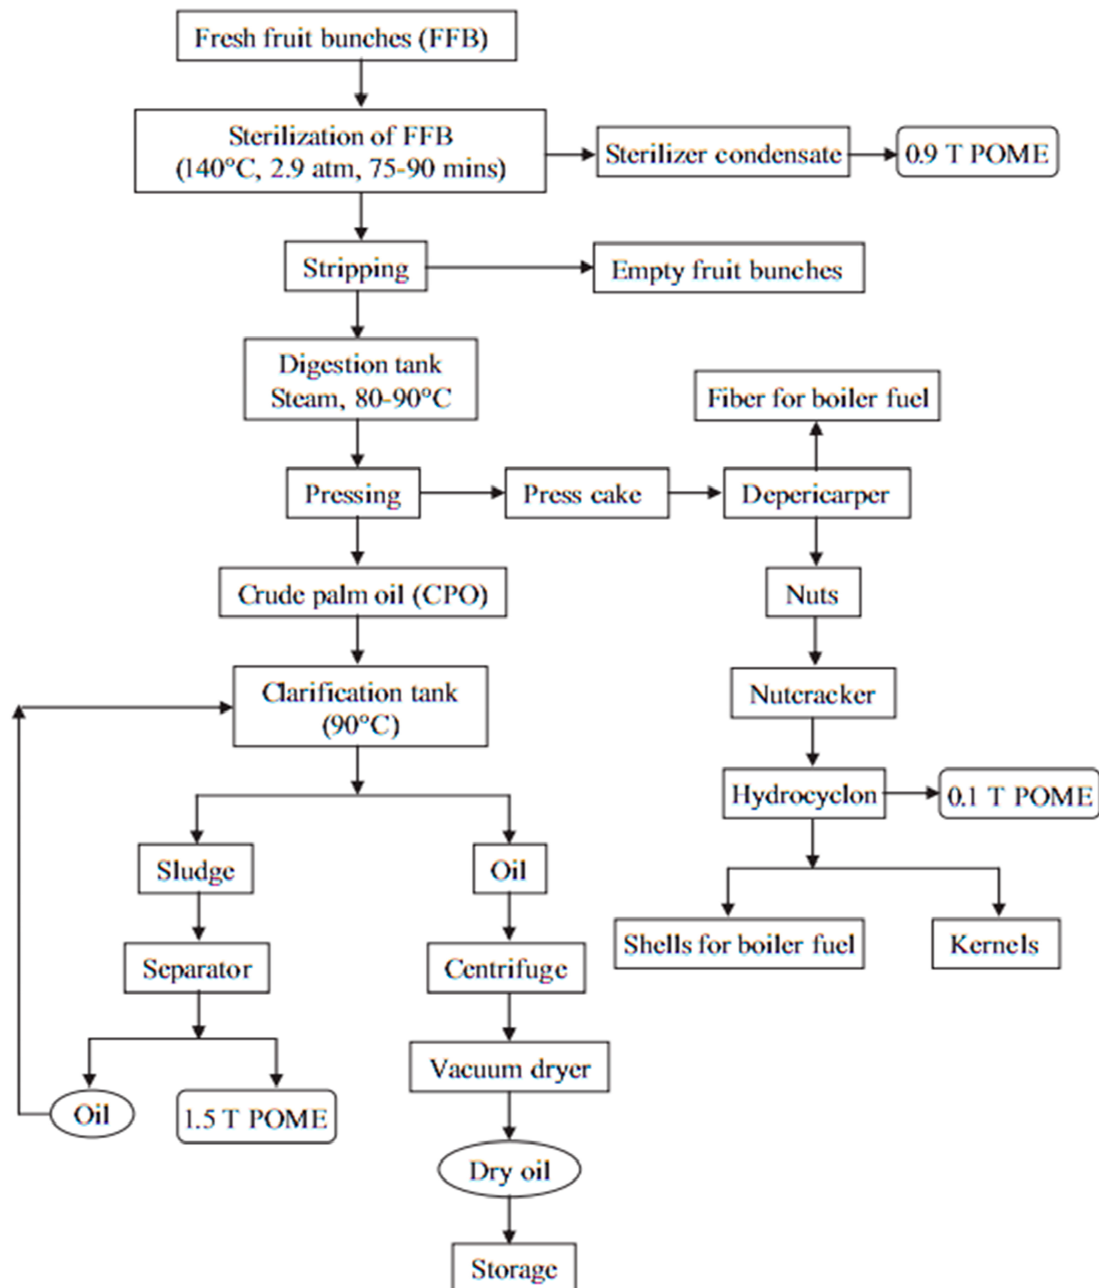 Fresh fruit bunches (FFB)
Sterilization of FFB
(140°C, 2.9 atm, 75-90 mins)
Sterilizer condensate
0.9 T POME
Stripping
Empty fruit bunches
Digestion tank
Steam, 80-90°C
Fiber for boiler fuel
Pressing
Press cake
Depericarper
Crude palm oil (CPO)
Nuts
Clarification tank
(90°C)
Nutcracker
Hydrocyclon
0.1 T POME
Sludge
Oil
Shells for boiler fuel
Kernels
Separator
Centrifuge
Vacuum dryer
Oil
1.5 T POME
Dry oil
Storage